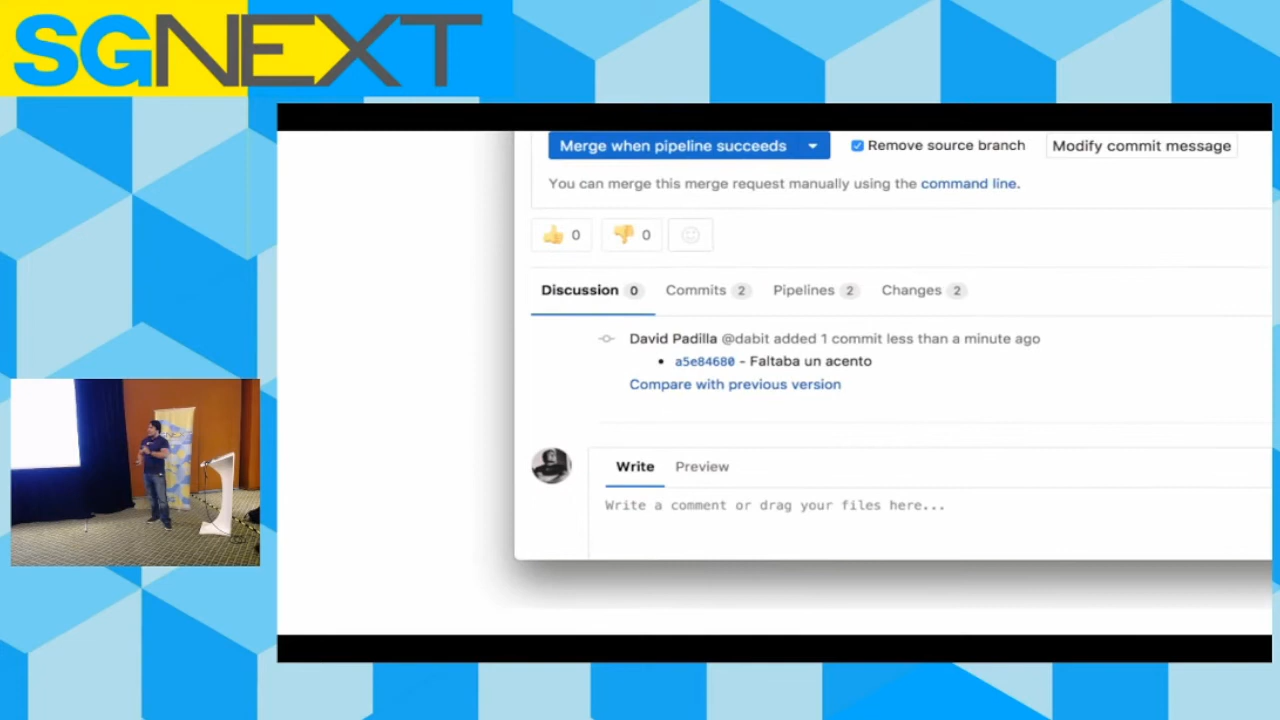 SGNEXT
Merge when pipeline succeeds
Remove source branch
Modify commit message
You can merge this merge request manually using the command line.
0
0
Discussion 0 Commits 2 Pipelines 2 Changes 2
David Padilla @dabit added 1 commit less than a minute ago
a5e84680 - Faltaba un acento
Compare with previous version
Write Preview
Write a comment or drag your files here...